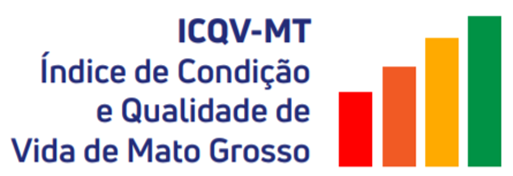 ICQV-MT
Índice de Condição
e Qualidade de
Vida de Mato Grosso